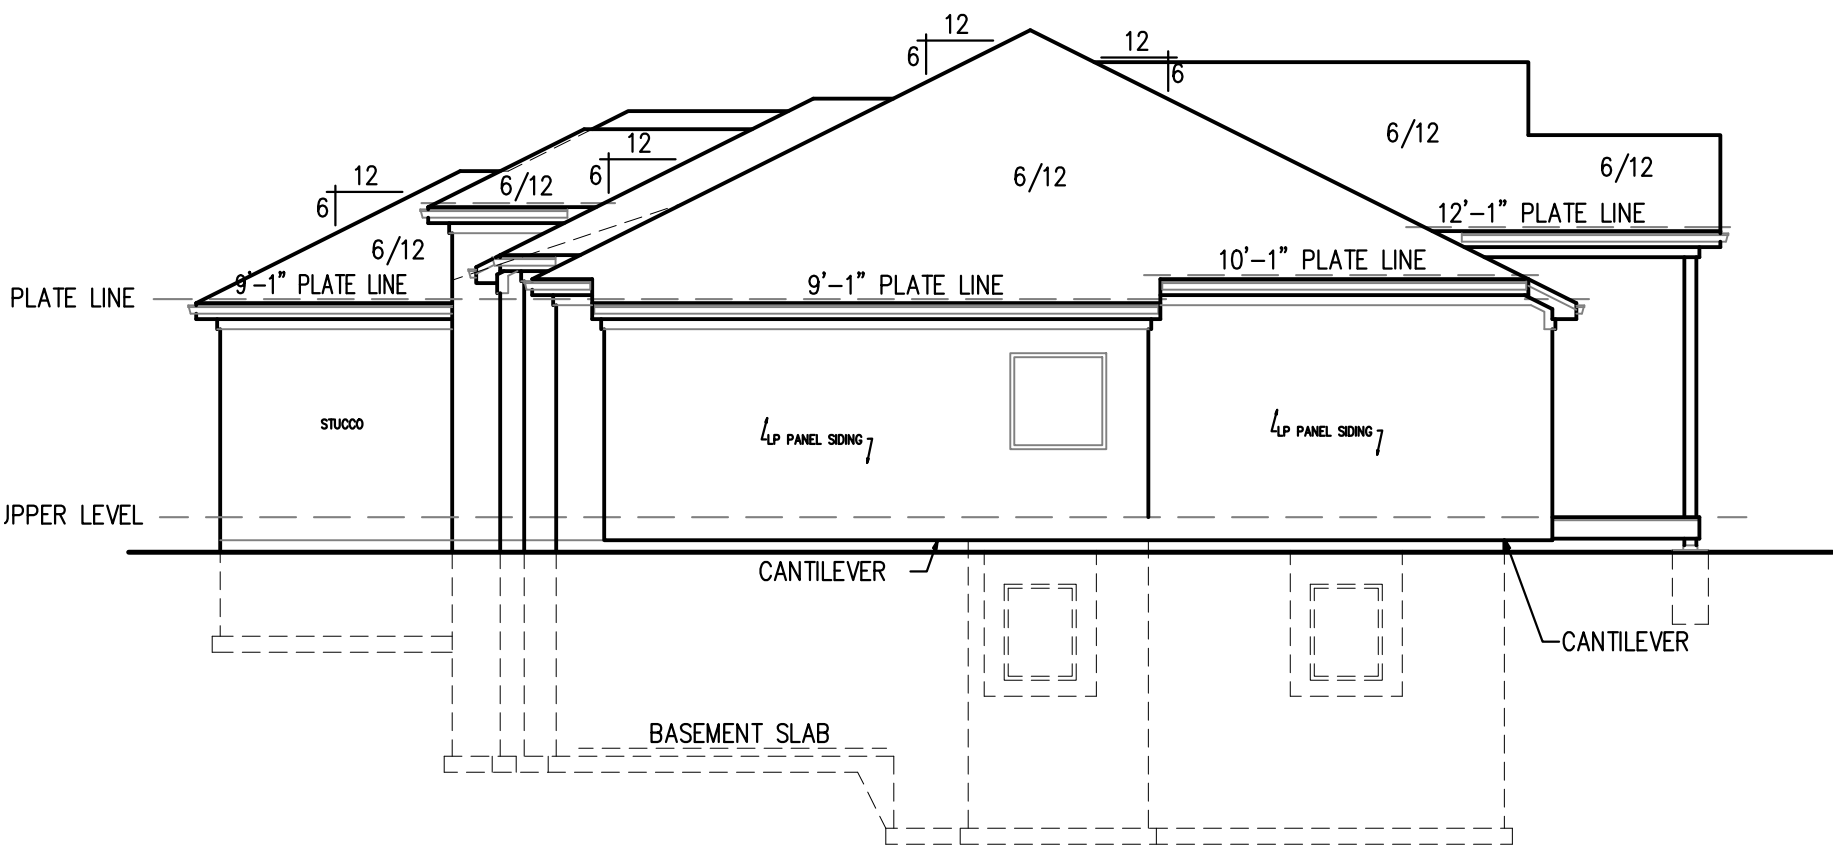 12
6
12
6
12
6
12
6
6/12
6/12
6/12
6/12
6/12
12'-1" PLATE LINE
10'-1" PLATE LINE
9'-1" PLATE LINE
9'-1" PLATE LINE
PLATE LINE
STUCCO
LP PANEL SIDING
LP PANEL SIDING
UPPER LEVEL
CANTILEVER
CANTILEVER
BASEMENT SLAB